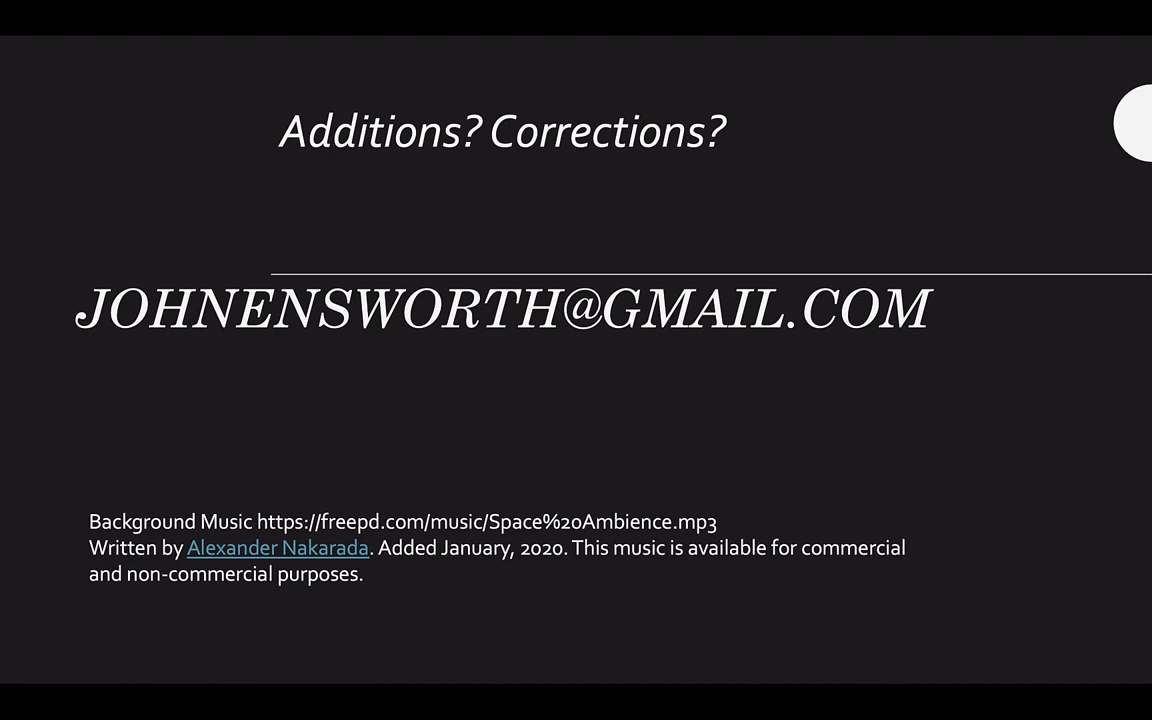 Additions? Corrections?
JOHNENSWORTH@GMAIL.COM
Background Music https://freepd.com/music/Space%20Ambience.mp3
Written by Alexander Nakarada. Added January, 2020. This music is available for commercial
and non-commercial purposes.